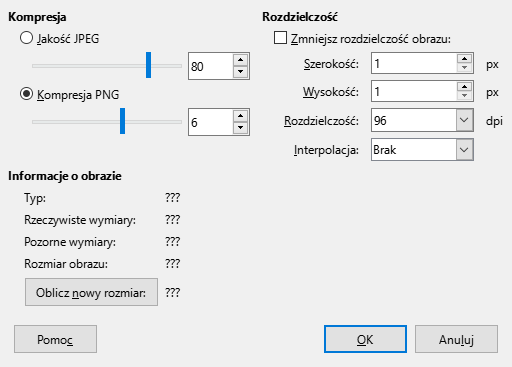 Kompresja
Jakość JPEG
80
Kompresja PNG
6
Rozdzielczość
Zmniejsz rozdzielczość obrazu:
Szerokość: 1 px
Wysokość: 1 px
Rozdzielczość: 96 dpi
Interpolacja: Brak
Informacje o obrazie
Typ: ???
Rzeczywiste wymiary: ???
Pozorne wymiary: ???
Rozmiar obrazu: ???
Oblicz nowy rozmiar: ???
Pomoc OK Anuluj